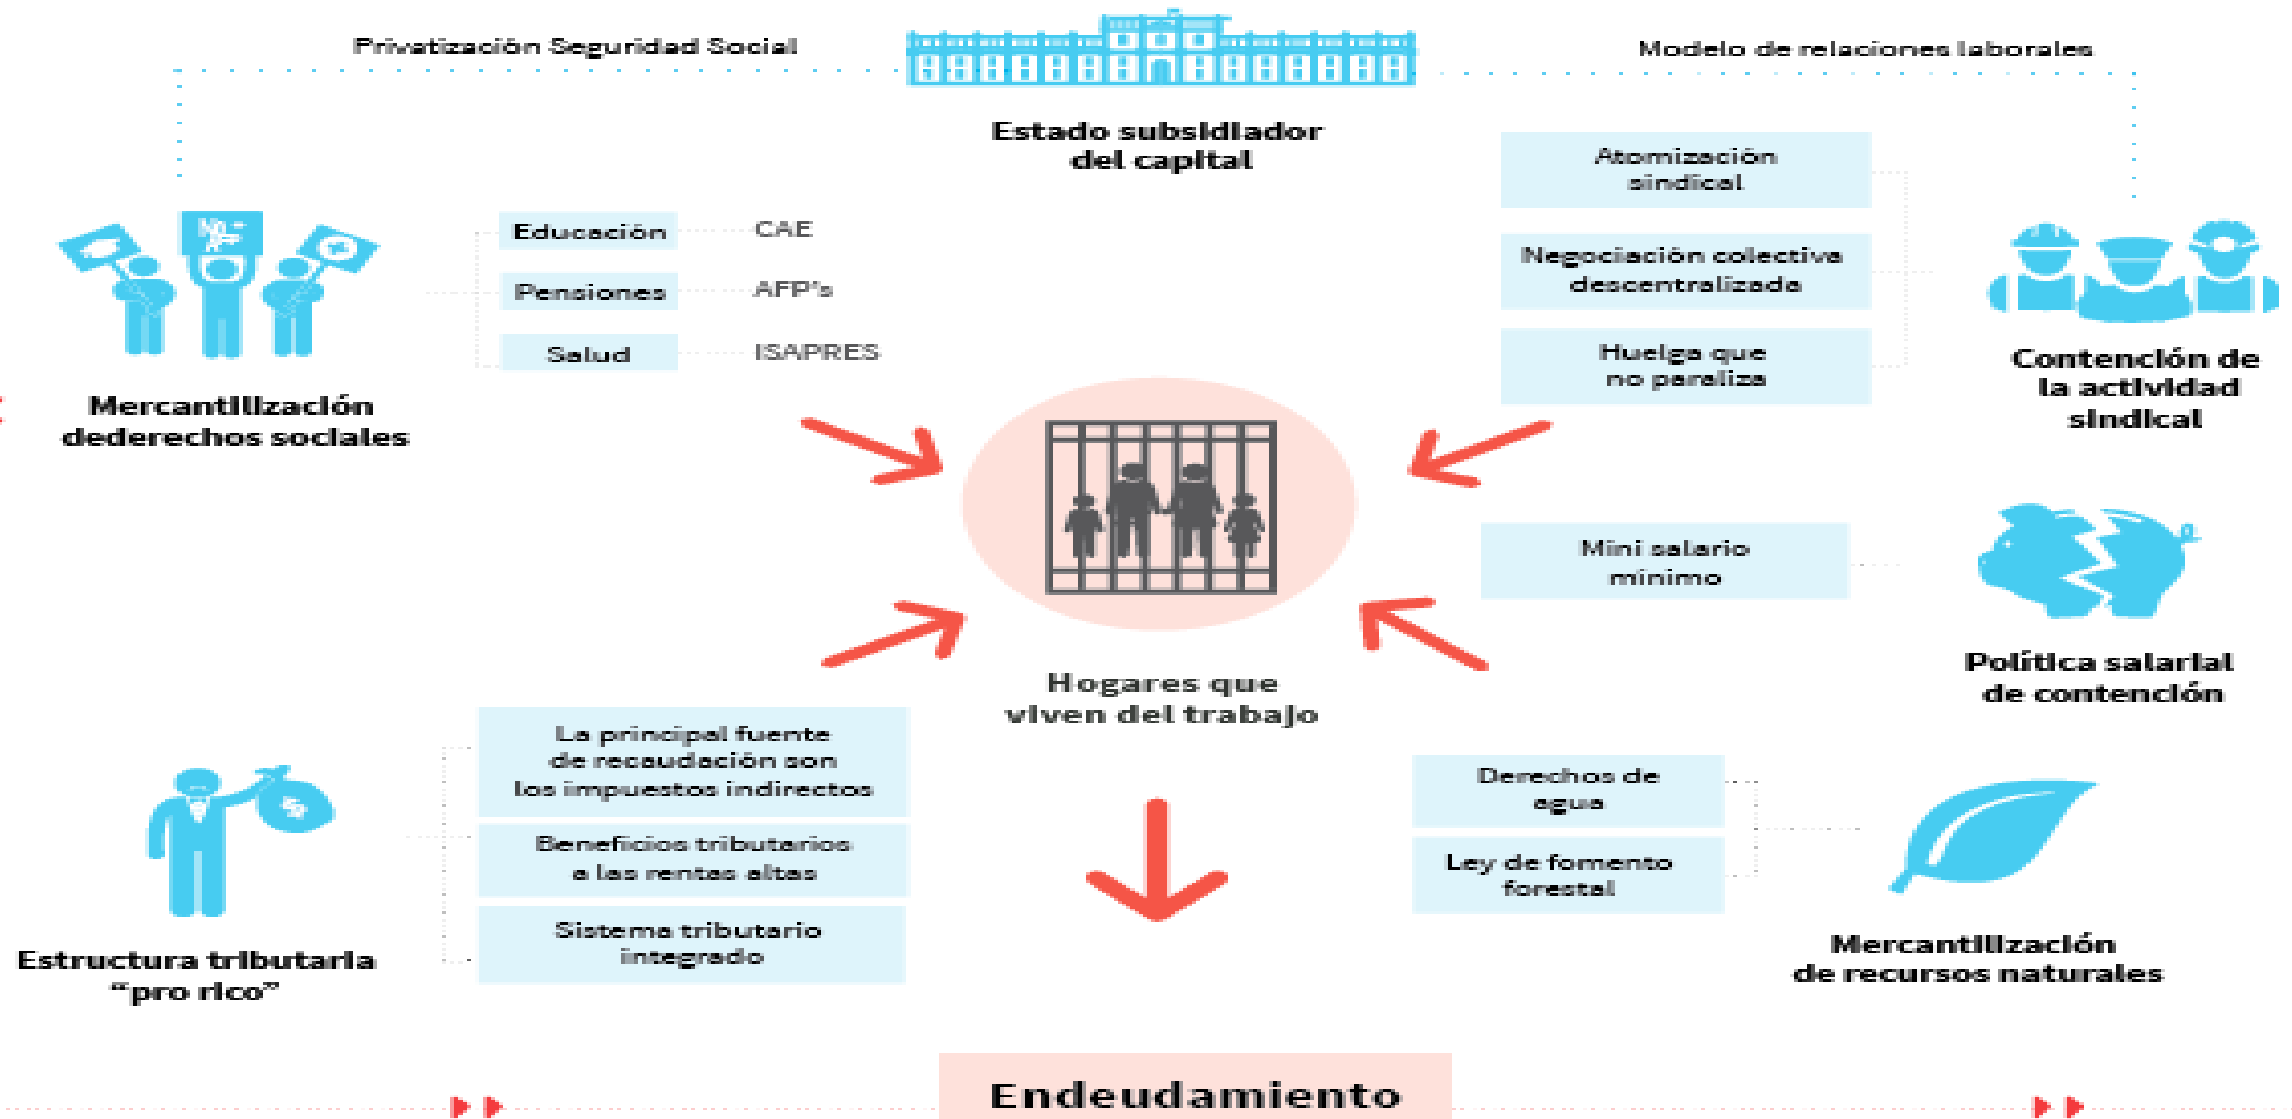 Privatización Seguridad Social
Modelo de relaciones laborales
Estado subsidiador
del capital
No +
AFP
Educación
CAE
Pensiones
AFP's
Salud
ISAPRES
Mercantilización
dederechos sociales
Atomización
sindical
Negociación colectiva
descentralizada
Huelga que
no paraliza
Contención de
la actividad
sindical
Mini salario
mínimo
Política salarial
de contención
Hogares que
viven del trabajo
La principal fuente
de recaudación son
los impuestos indirectos
Beneficios tributarios
a las rentas altas
Sistema tributario
integrado
$
Estructura tributaria
“pro rico”
Derechos de
agua
Ley de fomento
forestal
Mercantilización
de recursos naturales
Endeudamiento